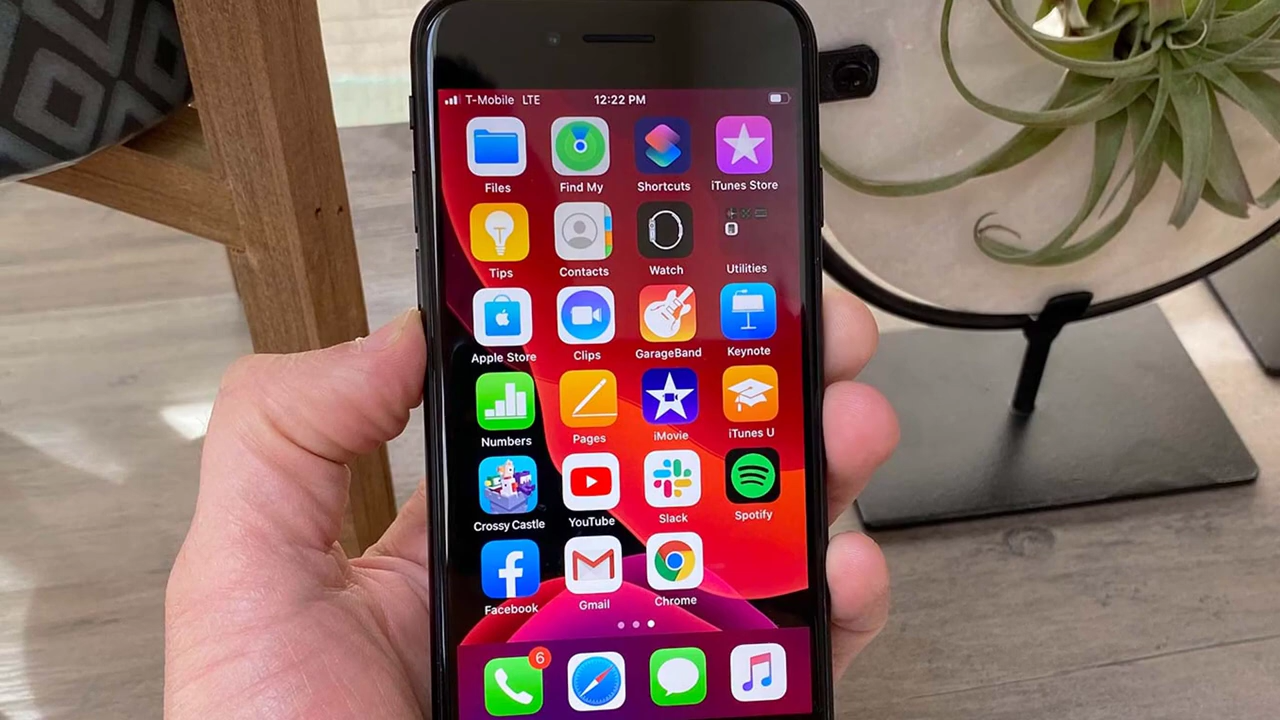 T-Mobile LTE 12:22 PM
Files Find My Shortcuts iTunes Store
Tips Contacts Watch Utilities
Apple Store Clips GarageBand Keynote
Numbers Pages iMovie iTunes U
Crossy Castle YouTube Slack Spotify
Facebook Gmail Chrome
6